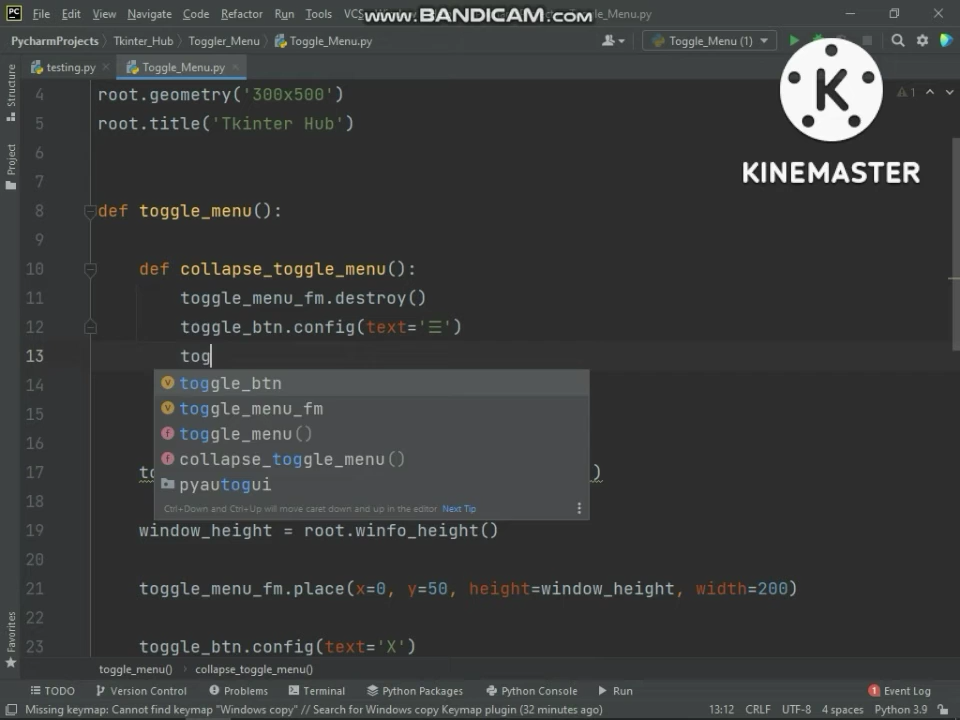 PC File Edit View Navigate Code Refactor Run Tools VCS www.BANDICAM.com Toggle_Menu.py
PycharmProjects Tkinter_Hub Toggler_Menu Toggle_Menu.py Toggle_Menu (1)
testing.py Toggle_Menu.py
K
KINEMASTER
1
Structure
Project
Favorites
4 root.geometry('300x500')
5 root.title('Tkinter Hub')
6
7
8 def toggle_menu():
9
10 def collapse_toggle_menu():
11 toggle_menu_fm.destroy()
12 toggle_btn.config(text='☰')
13 tog
toggle_btn
toggle_menu_fm
toggle_menu()
collapse_toggle_menu()
pyautogui
Ctrl+Down and Ctrl+Up will move caret down and up in the editor Next Tip
14
15
16
17 )
18
19 window_height = root.winfo_height()
20
21 toggle_menu_fm.place(x=0, y=50, height=window_height, width=200)
22
23 toggle_btn.config(text='X')
toggle_menu() collapse_toggle_menu()
TODO Version Control Problems Terminal Python Packages Python Console Run 1 Event Log
Missing keymap: Cannot find keymap "Windows copy" // Search for Windows copy Keymap plugin (32 minutes ago) 13:12 CRLF UTF-8 4 spaces Python 3.9